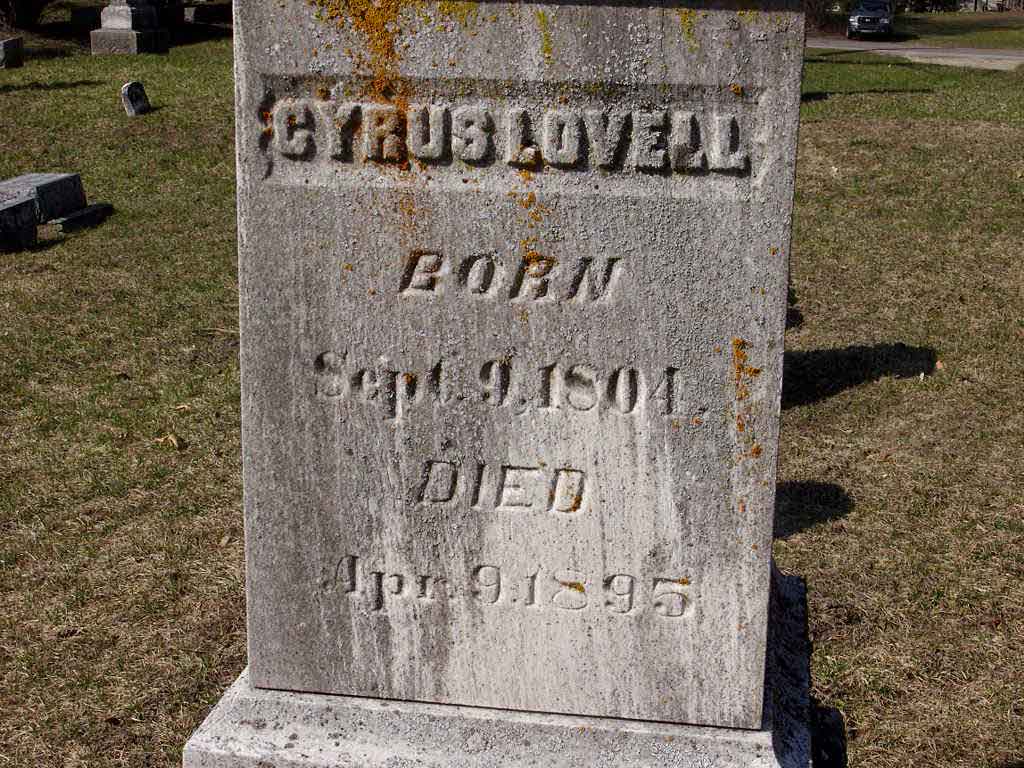 CYRUS LOVELL
BORN
Sept. 9, 1804.
DIED
Apr. 9. 1895